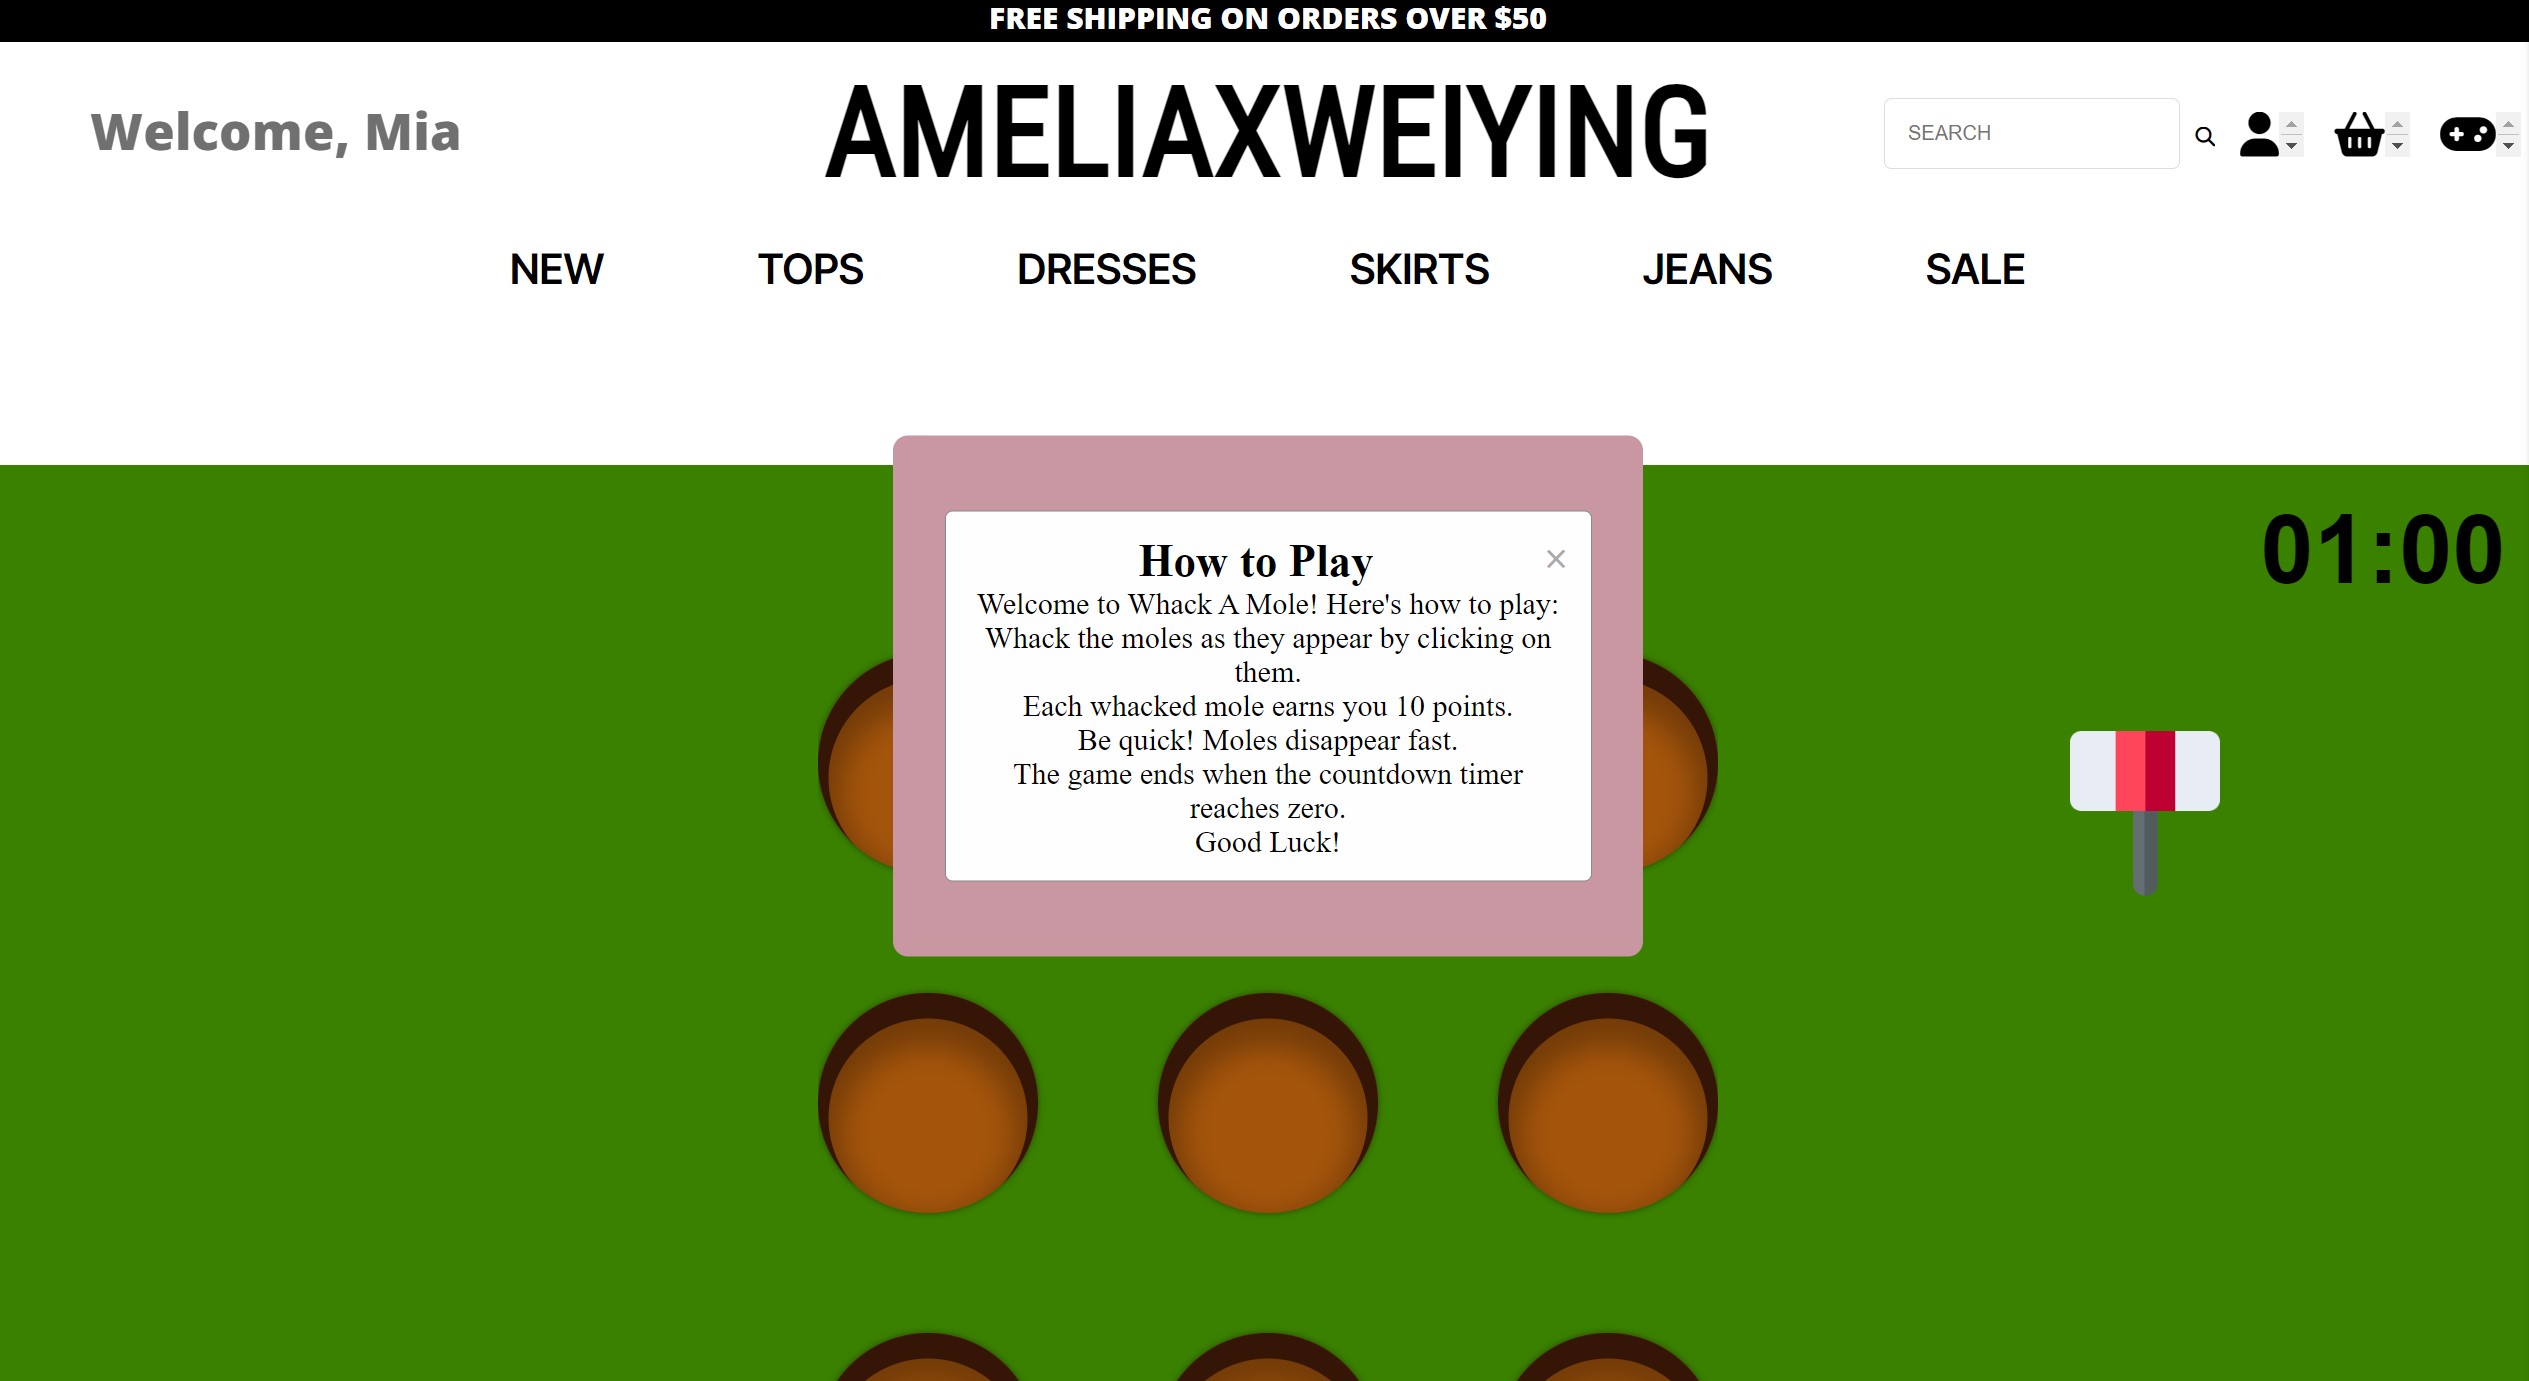 FREE SHIPPING ON ORDERS OVER $50
Welcome, Mia
AMELIAXWEIYING
SEARCH
NEW TOPS DRESSES SKIRTS JEANS SALE
01:00
How to Play
×
Welcome to Whack A Mole! Here's how to play:
Whack the moles as they appear by clicking on
them.
Each whacked mole earns you 10 points.
Be quick! Moles disappear fast.
The game ends when the countdown timer
reaches zero.
Good Luck!